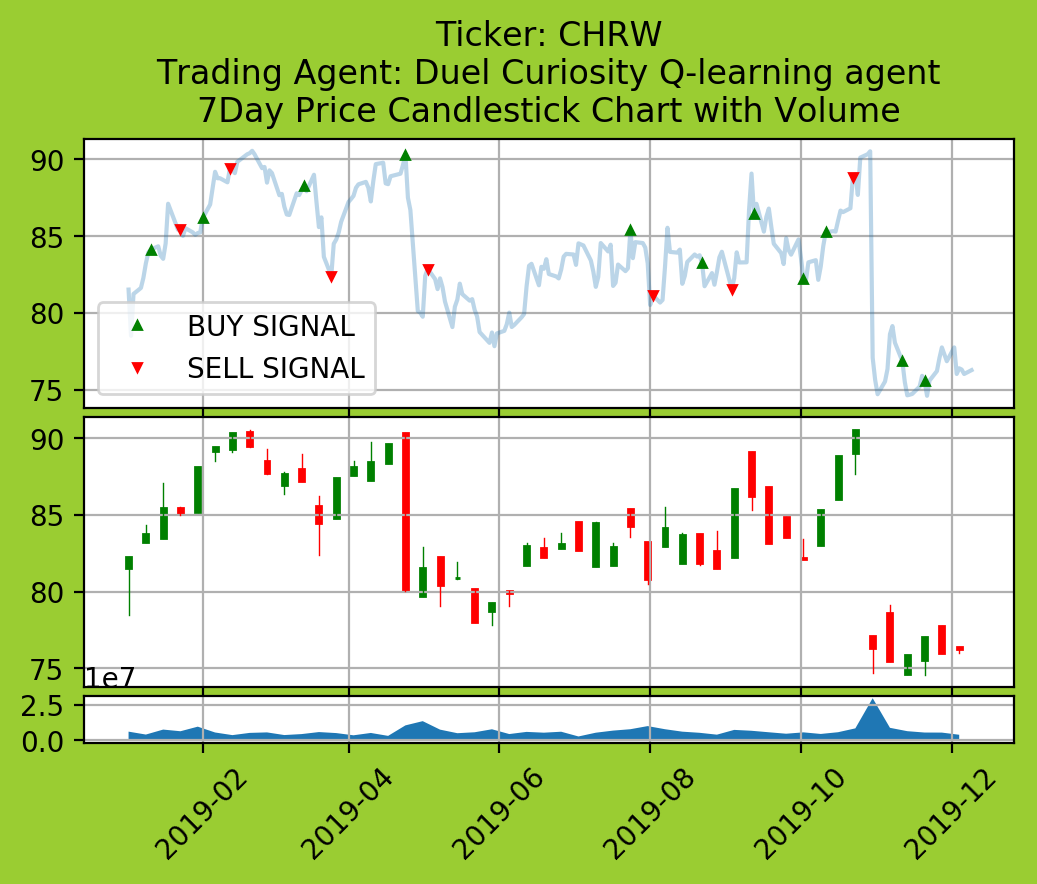 Ticker: CHRW
Trading Agent: Duel Curiosity Q-learning agent
7Day Price Candlestick Chart with Volume
90
85
80
75
BUY SIGNAL
SELL SIGNAL
90
85
80
75
1e7
2.5
0.0
2019-02
2019-04
2019-06
2019-08
2019-10
2019-12